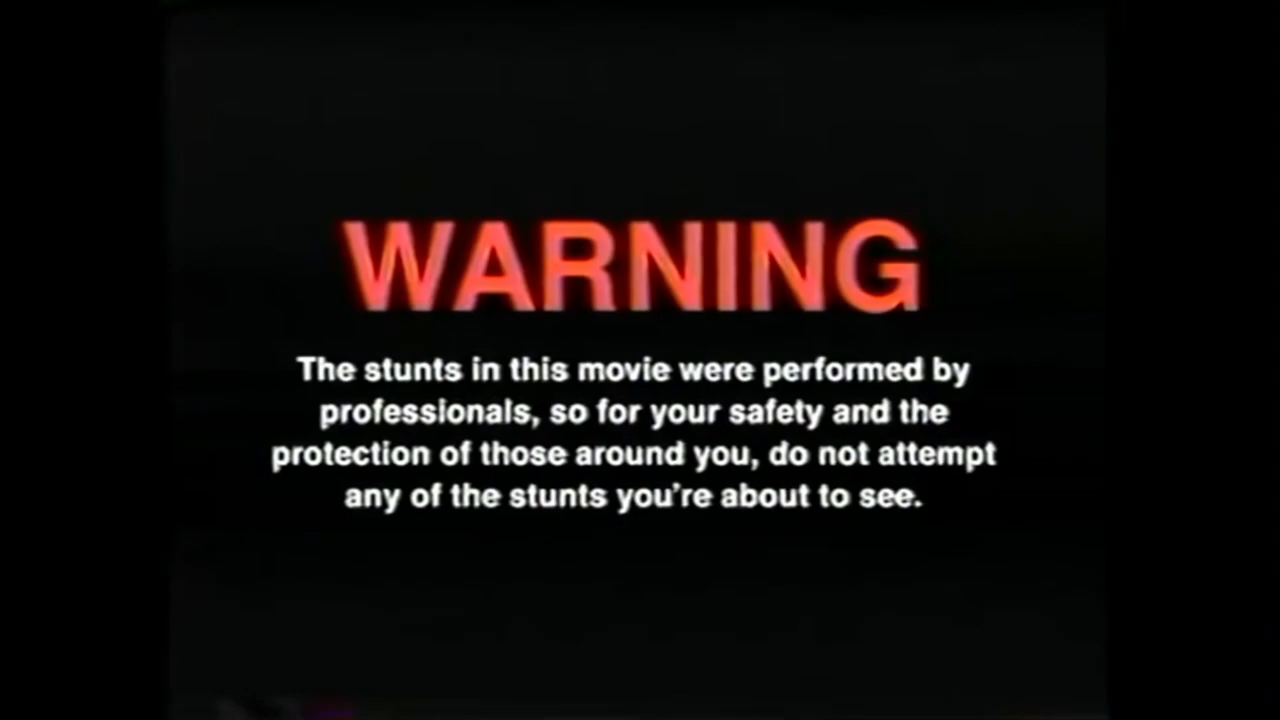 WARNING
The stunts in this movie were performed by
professionals, so for your safety and the
protection of those around you, do not attempt
any of the stunts you're about to see.